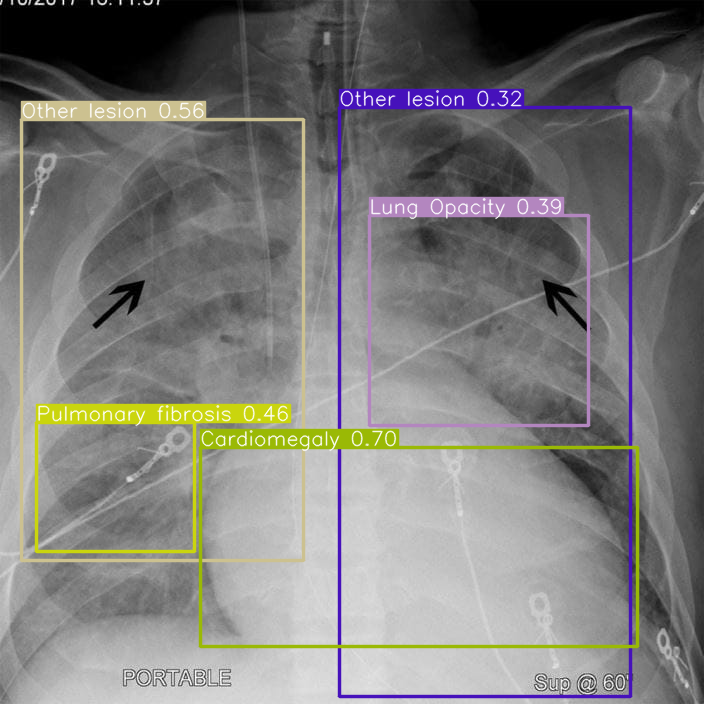 Other lesion 0.56
Other lesion 0.32
Lung Opacity 0.39
Pulmonary fibrosis 0.46
Cardiomegaly 0.70
PORTABLE
Sup @ 60°